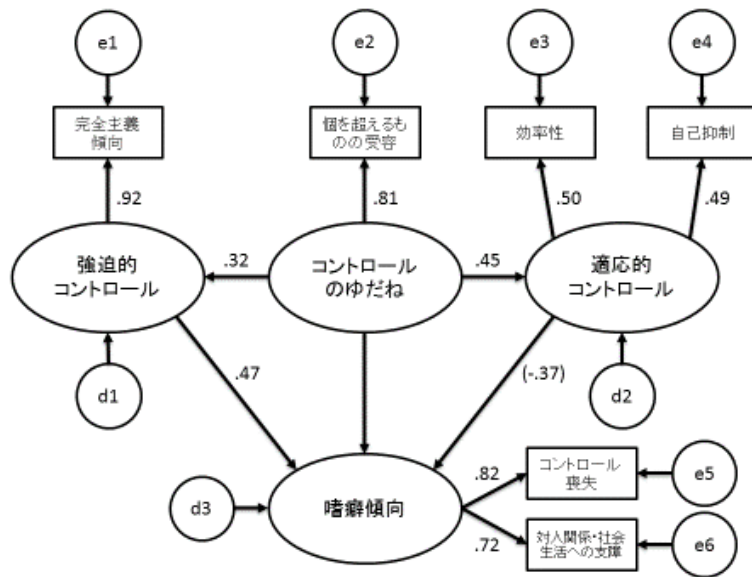 e1
e2
e3
e4
完全主義
傾向
個を超えるも
のの受容
効率性
自己抑制
.92
.81
.50
.49
強迫的
コントロール
.32
コントロール
のゆだね
.45
適応的
コントロール
d1
.47
(-.37)
d2
d3
嗜癖傾向
.82
コントロール
喪失
e5
.72
対人関係・社会
生活への支障
e6